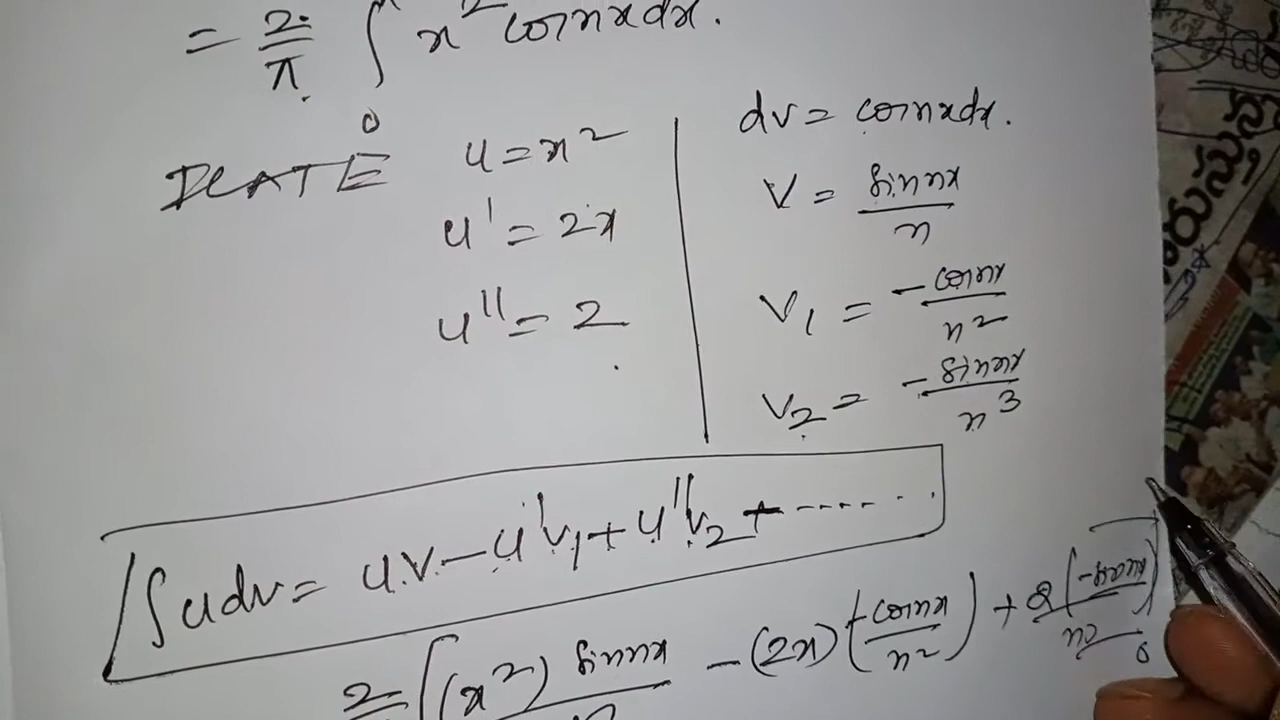 = 2/π ∫₀ x² cos nx dx.
ILATE
u = x²
u' = 2x
u'' = 2
dv = cos nx dx.
v = sin nx / n
v₁ = -cos nx / n²
v₂ = -sin nx / n³
∫ u dv = u.v - u'v₁ + u''v₂ + - - - - . .
2 [(x²) sin nx - (2x) (-cos nx / n²) + 2 (-sin nx)